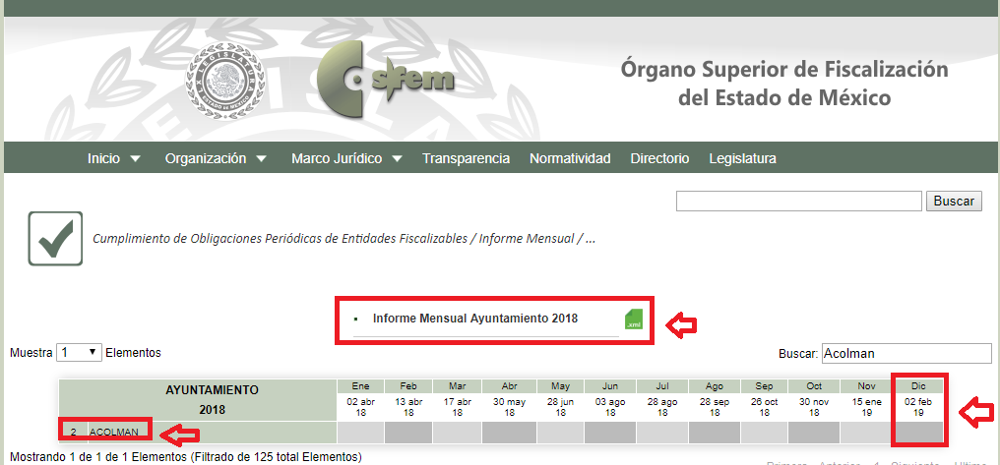 LEGISLATURA
ESTADO DE MÉXICO
osfem
Órgano Superior de Fiscalización
del Estado de México
Inicio Organización Marco Jurídico Transparencia Normatividad Directorio Legislatura
Buscar
Cumplimiento de Obligaciones Periódicas de Entidades Fiscalizables / Informe Mensual / ...
▪ Informe Mensual Ayuntamiento 2018
.xml
Muestra 1 Elementos
Buscar: Acolman
AYUNTAMIENTO
2018
Ene Feb Mar Abr May Jun Jul Ago Sep Oct Nov Dic
02 abr 18 13 abr 18 17 abr 18 30 may 18 28 jun 18 03 ago 18 28 ago 18 28 sep 18 26 oct 18 30 nov 18 15 ene 19 02 feb 19
2 ACOLMAN
Mostrando 1 de 1 de 1 Elementos (Filtrado de 125 total Elementos)
Primero Anterior 1 Siguiente Ultimo